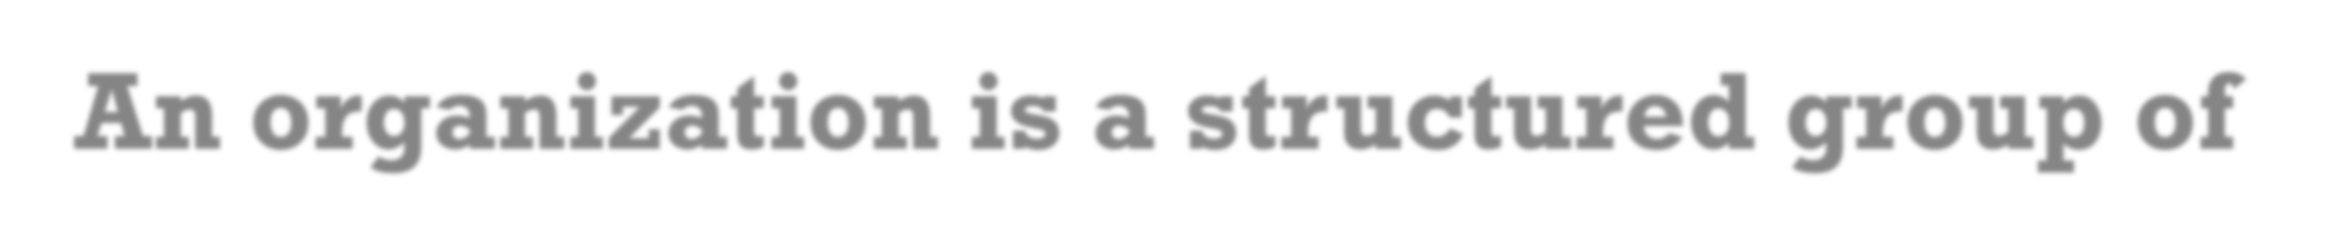 An organization is a structured group of